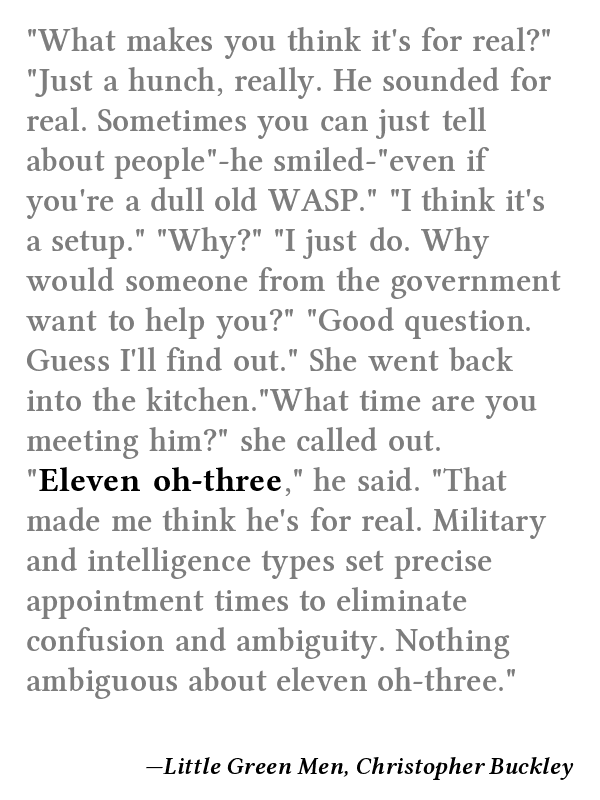 "What makes you think it's for real?"
"Just a hunch, really. He sounded for
real. Sometimes you can just tell
about people"-he smiled-"even if
you're a dull old WASP." "I think it's
a setup." "Why?" "I just do. Why
would someone from the government
want to help you?" "Good question.
Guess I'll find out." She went back
into the kitchen."What time are you
meeting him?" she called out.
"Eleven oh-three," he said. "That
made me think he's for real. Military
and intelligence types set precise
appointment times to eliminate
confusion and ambiguity. Nothing
ambiguous about eleven oh-three."
—Little Green Men, Christopher Buckley